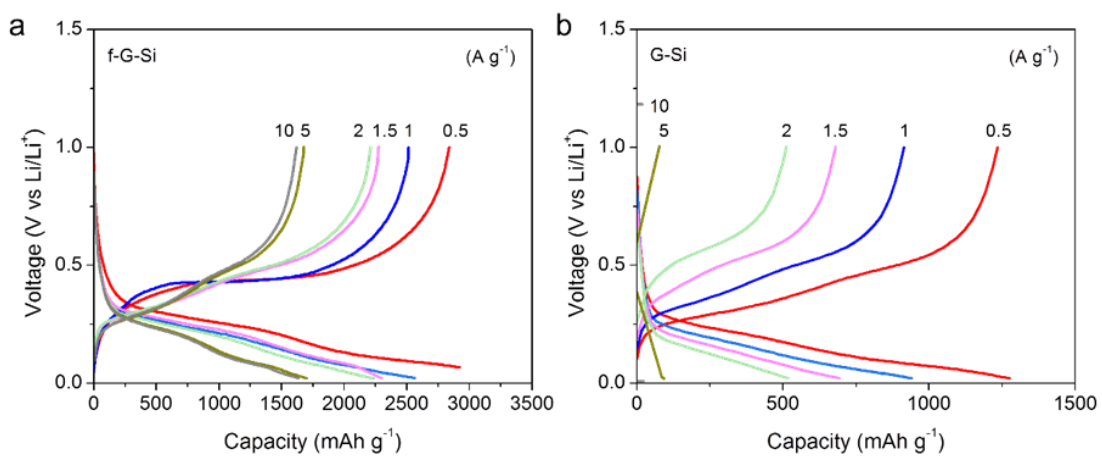 a
f-G-Si
(A g⁻¹)
10 5 2 1.5 1 0.5
1.5
1.0
0.5
0.0
Voltage (V vs Li/Li⁺)
0 500 1000 1500 2000 2500 3000 3500
Capacity (mAh g⁻¹)
b
G-Si
(A g⁻¹)
10
5 2 1.5 1 0.5
1.5
1.0
0.5
0.0
Voltage (V vs Li/Li⁺)
0 500 1000 1500
Capacity (mAh g⁻¹)